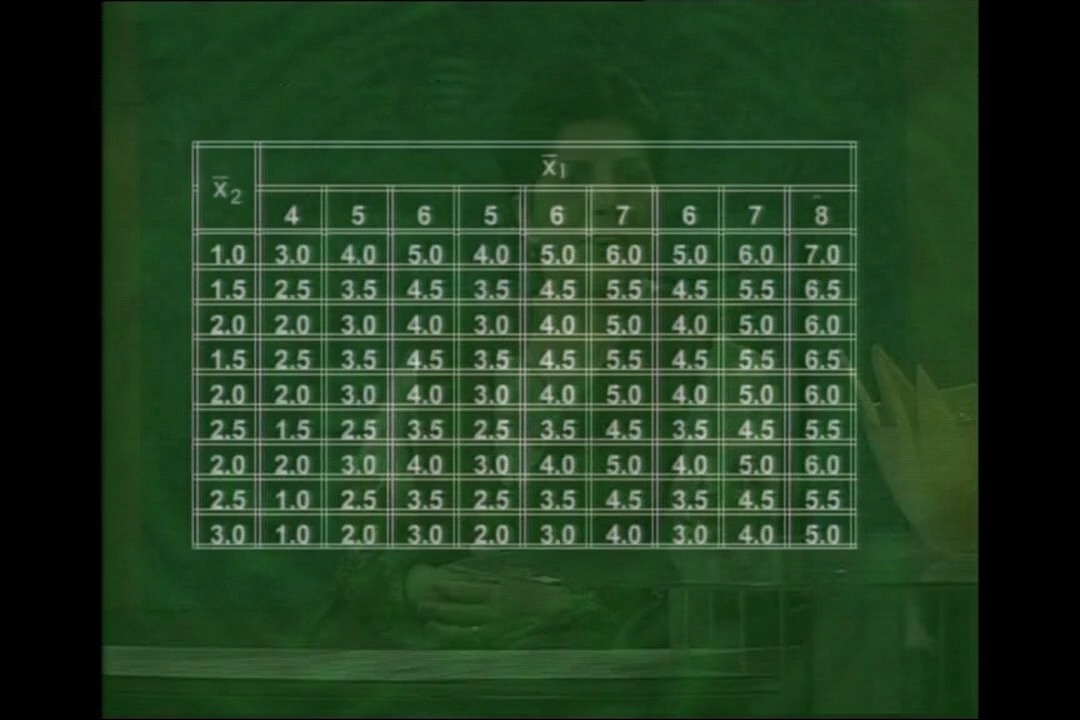 x̄2 x̄1
4 5 6 5 6 7 6 7 8
1.0 3.0 4.0 5.0 4.0 5.0 6.0 5.0 6.0 7.0
1.5 2.5 3.5 4.5 3.5 4.5 5.5 4.5 5.5 6.5
2.0 2.0 3.0 4.0 3.0 4.0 5.0 4.0 5.0 6.0
1.5 2.5 3.5 4.5 3.5 4.5 5.5 4.5 5.5 6.5
2.0 2.0 3.0 4.0 3.0 4.0 5.0 4.0 5.0 6.0
2.5 1.5 2.5 3.5 2.5 3.5 4.5 3.5 4.5 5.5
2.0 2.0 3.0 4.0 3.0 4.0 5.0 4.0 5.0 6.0
2.5 1.0 2.5 3.5 2.5 3.5 4.5 3.5 4.5 5.5
3.0 1.0 2.0 3.0 2.0 3.0 4.0 3.0 4.0 5.0